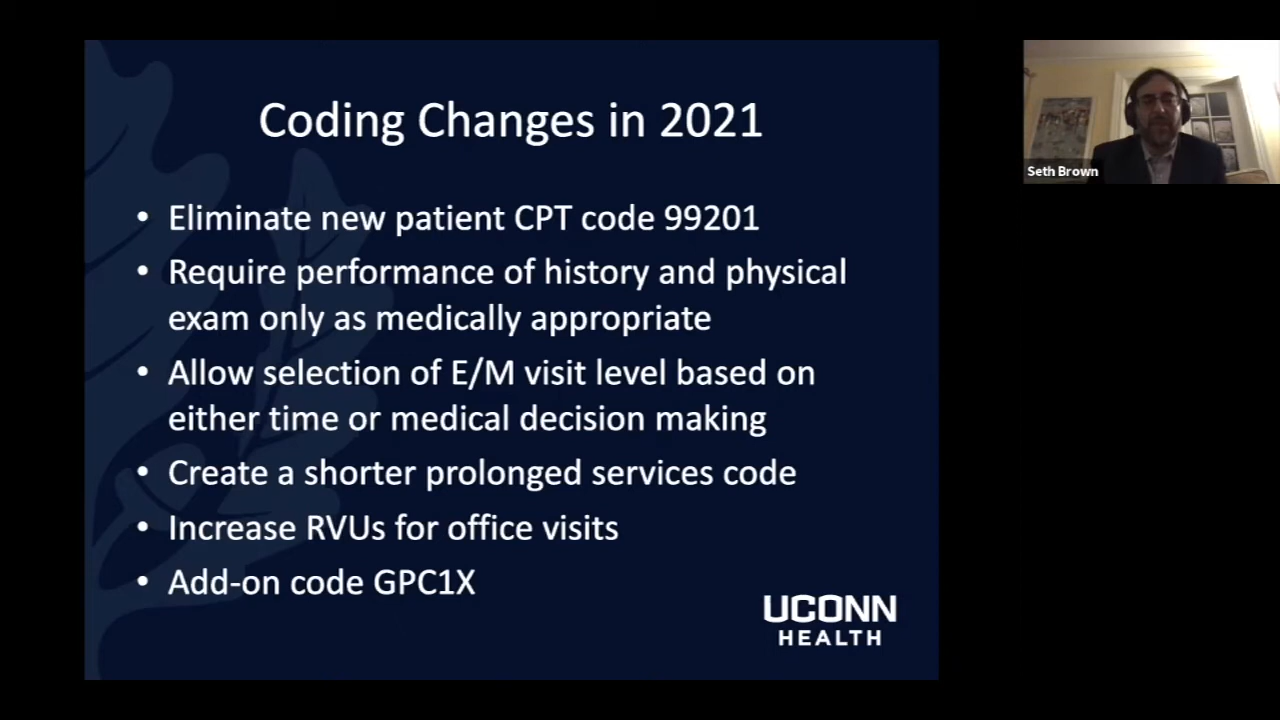 Coding Changes in 2021
• Eliminate new patient CPT code 99201
• Require performance of history and physical
exam only as medically appropriate
• Allow selection of E/M visit level based on
either time or medical decision making
• Create a shorter prolonged services code
• Increase RVUs for office visits
• Add-on code GPC1X
UCONN
HEALTH
Seth Brown